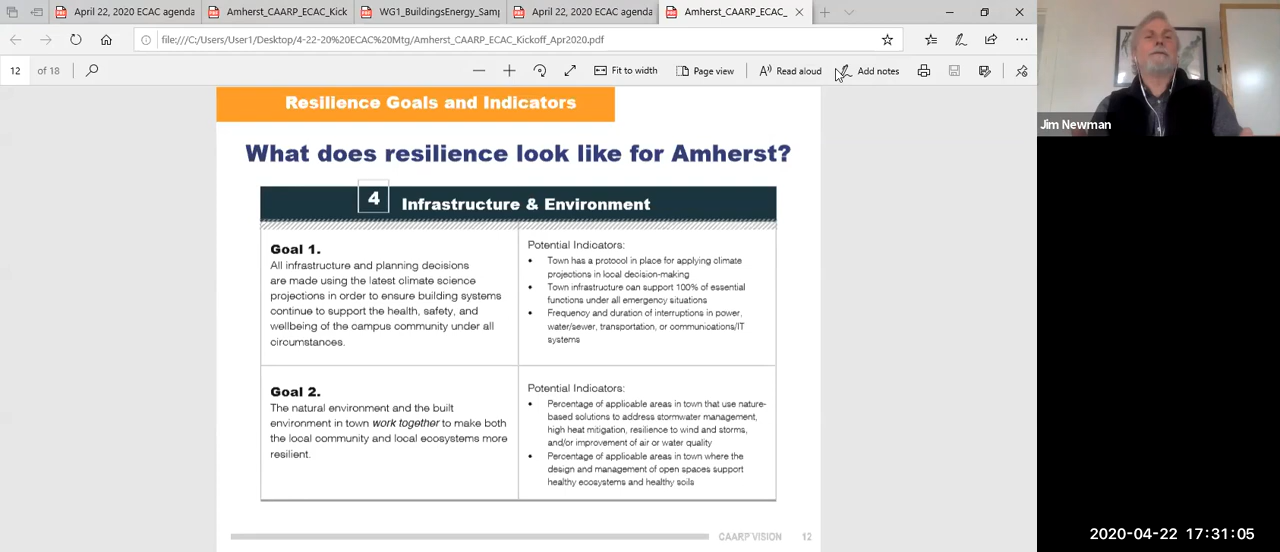 April 22, 2020 ECAC agenda
Amherst_CAARP_ECAC_Kick
WG1_BuildingsEnergy_Samp
April 22, 2020 ECAC agenda
Amherst_CAARP_ECAC_
file:///C:/Users/User1/Desktop/4-22-20%20ECAC%20Mtg/Amherst_CAARP_ECAC_Kickoff_Apr2020.pdf
12 of 18
Fit to width
Page view
Read aloud
Add notes
Jim Newman
Resilience Goals and Indicators
What does resilience look like for Amherst?
4 Infrastructure & Environment
Goal 1.
All infrastructure and planning decisions
are made using the latest climate science
projections in order to ensure building systems
continue to support the health, safety, and
wellbeing of the campus community under all
circumstances.
Potential Indicators:
• Town has a protocol in place for applying climate
projections in local decision-making
• Town infrastructure can support 100% of essential
functions under all emergency situations
• Frequency and duration of interruptions in power,
water/sewer, transportation, or communications/IT
systems
Goal 2.
The natural environment and the built
environment in town work together to make both
the local community and local ecosystems more
resilient.
Potential Indicators:
• Percentage of applicable areas in town that use nature-
based solutions to address stormwater management,
high heat mitigation, resilience to wind and storms,
and/or improvement of air or water quality
• Percentage of applicable areas in town where the
design and management of open spaces support
healthy ecosystems and healthy soils
CAARP VISION 12
2020-04-22 17:31:05